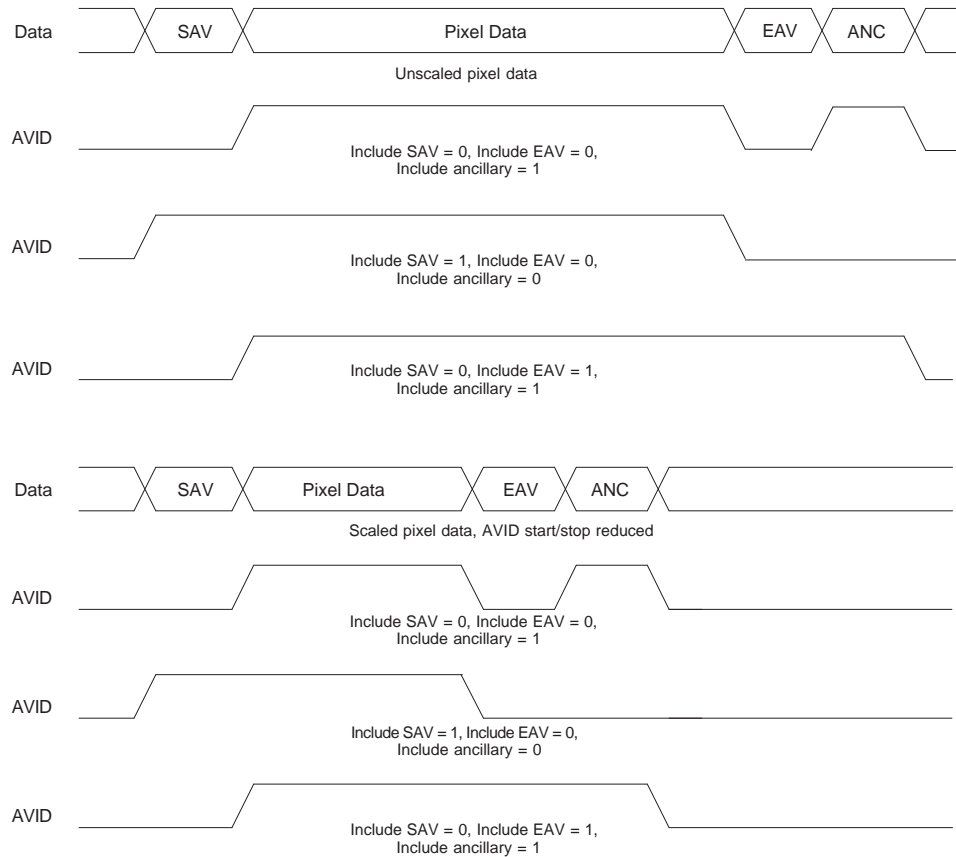 Data SAV Pixel Data EAV ANC
Unscaled pixel data
AVID
Include SAV = 0, Include EAV = 0,
Include ancillary = 1
AVID
Include SAV = 1, Include EAV = 0,
Include ancillary = 0
AVID
Include SAV = 0, Include EAV = 1,
Include ancillary = 1
Data SAV Pixel Data EAV ANC
Scaled pixel data, AVID start/stop reduced
AVID
Include SAV = 0, Include EAV = 0,
Include ancillary = 1
AVID
Include SAV = 1, Include EAV = 0,
Include ancillary = 0
AVID
Include SAV = 0, Include EAV = 1,
Include ancillary = 1